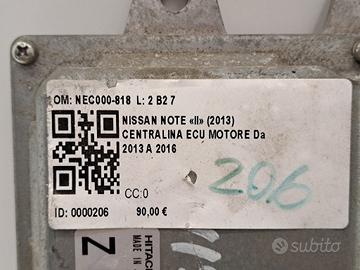 OM: NEC000-818 L: 2 B2 7
NISSAN NOTE «II» (2013)
CENTRALINA ECU MOTORE Da
2013 A 2016
206
CC:0
ID: 0000206 90,00 €
Z
HITACHI
MADE IN
subito